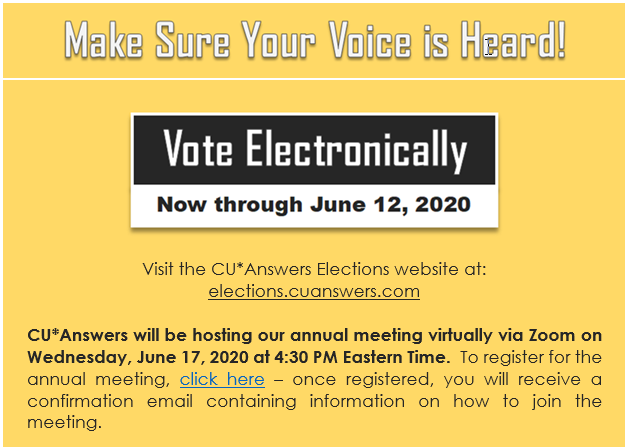 Make Sure Your Voice is Heard!
Vote Electronically
Now through June 12, 2020
Visit the CU*Answers Elections website at:
elections.cuanswers.com
CU*Answers will be hosting our annual meeting virtually via Zoom on
Wednesday, June 17, 2020 at 4:30 PM Eastern Time. To register for the
annual meeting, click here – once registered, you will receive a
confirmation email containing information on how to join the
meeting.